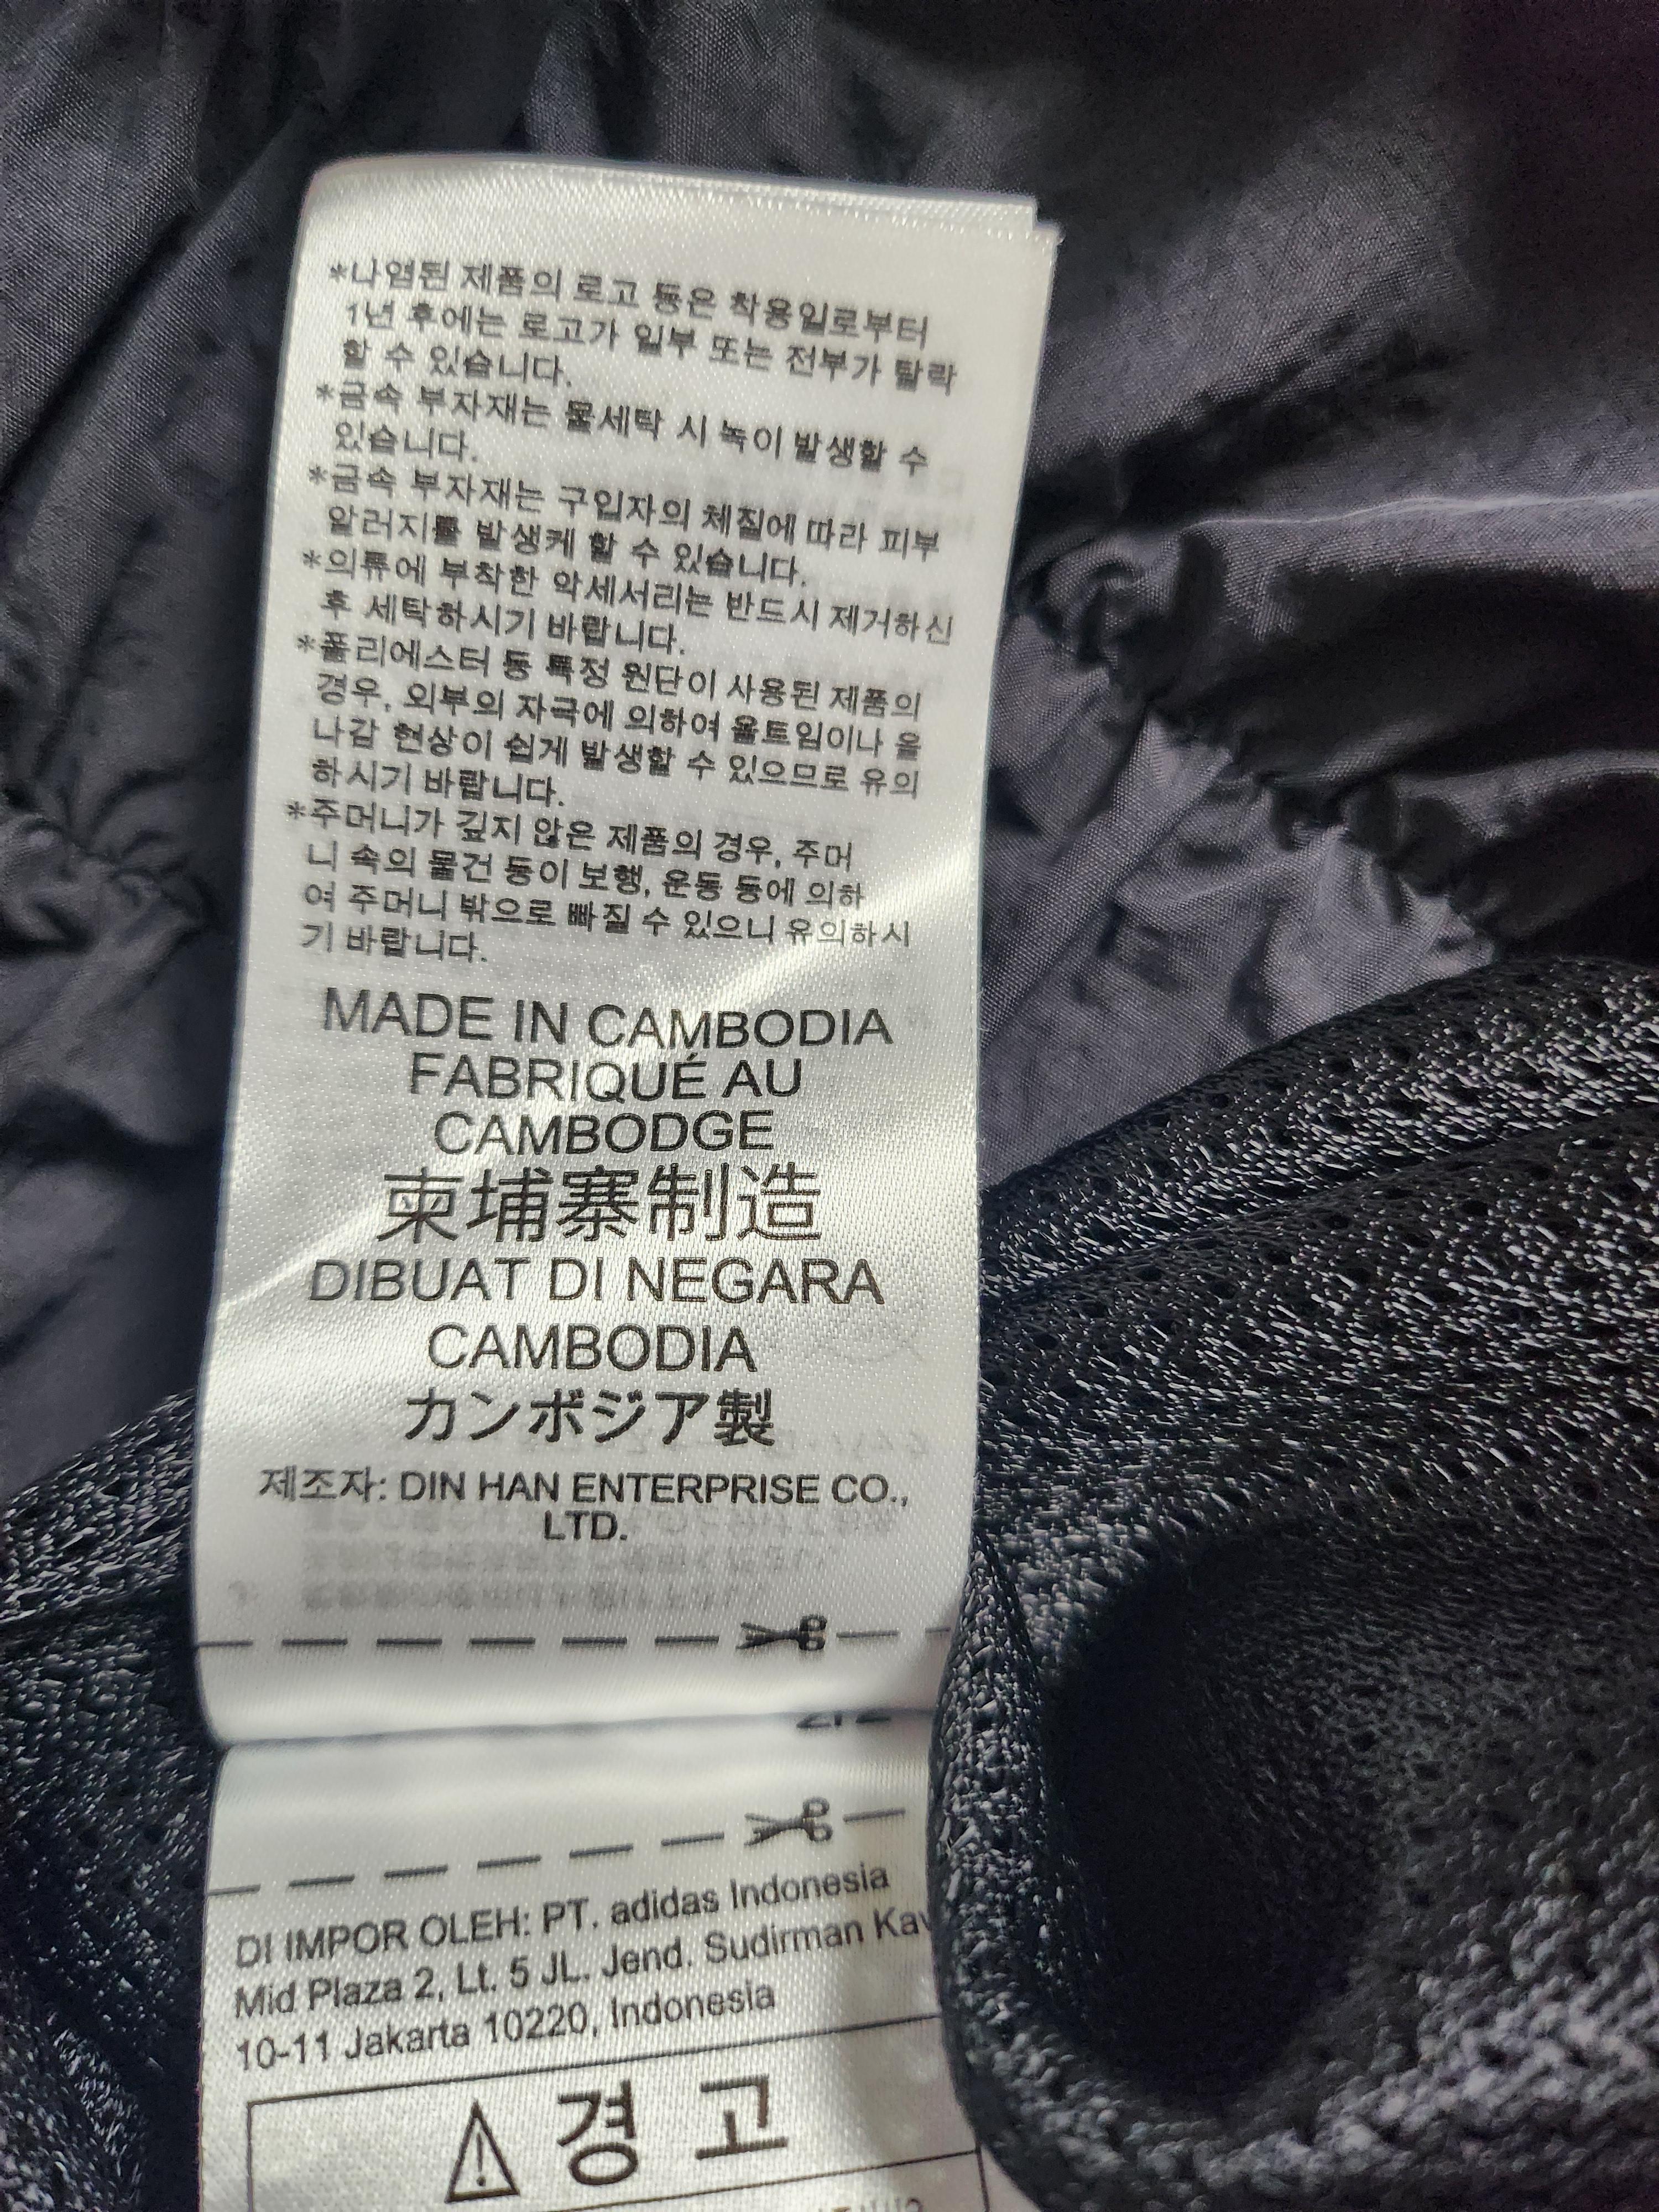 *나염된 제품의 로고 등은 착용일로부터
1년 후에는 로고가 일부 또는 전부가 탈락
할 수 있습니다.
*금속 부자재는 물세탁 시 녹이 발생할 수
있습니다.
*금속 부자재는 구입자의 체질에 따라 피부
알러지를 발생케 할 수 있습니다.
*의류에 부착한 악세서리는 반드시 제거하신
후 세탁하시기 바랍니다.
*폴리에스터 등 특정 원단이 사용된 제품의
경우, 외부의 자극에 의하여 올트임이나 올
나감 현상이 쉽게 발생할 수 있으므로 유의
하시기 바랍니다.
*주머니가 깊지 않은 제품의 경우, 주머
니 속의 물건 등이 보행, 운동 등에 의하
여 주머니 밖으로 빠질 수 있으니 유의하시
기 바랍니다.
MADE IN CAMBODIA
FABRIQUÉ AU
CAMBODGE
柬埔寨制造
DIBUAT DI NEGARA
CAMBODIA
カンボジア製
제조자: DIN HAN ENTERPRISE CO.,
LTD.
DI IMPOR OLEH: PT. adidas Indonesia
Mid Plaza 2, Lt. 5 JL. Jend. Sudirman Kav
10-11 Jakarta 10220, Indonesia
경 고